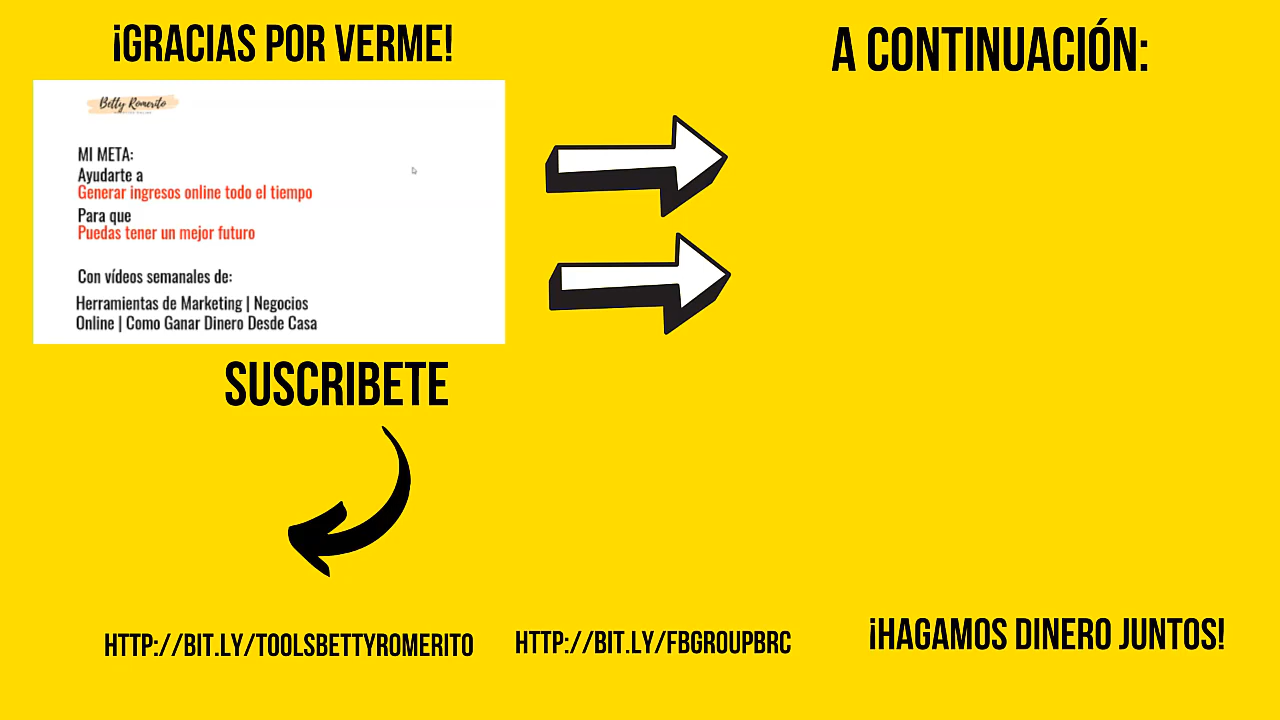 ¡GRACIAS POR VERME!
A CONTINUACIÓN:
Betty Romerito
MI META:
Ayudarte a
Generar ingresos online todo el tiempo
Para que
Puedas tener un mejor futuro
Con vídeos semanales de:
Herramientas de Marketing | Negocios
Online | Como Ganar Dinero Desde Casa
SUSCRIBETE
HTTP://BIT.LY/TOOLSBETTYROMERITO
HTTP://BIT.LY/FBGROUPBRC
¡HAGAMOS DINERO JUNTOS!